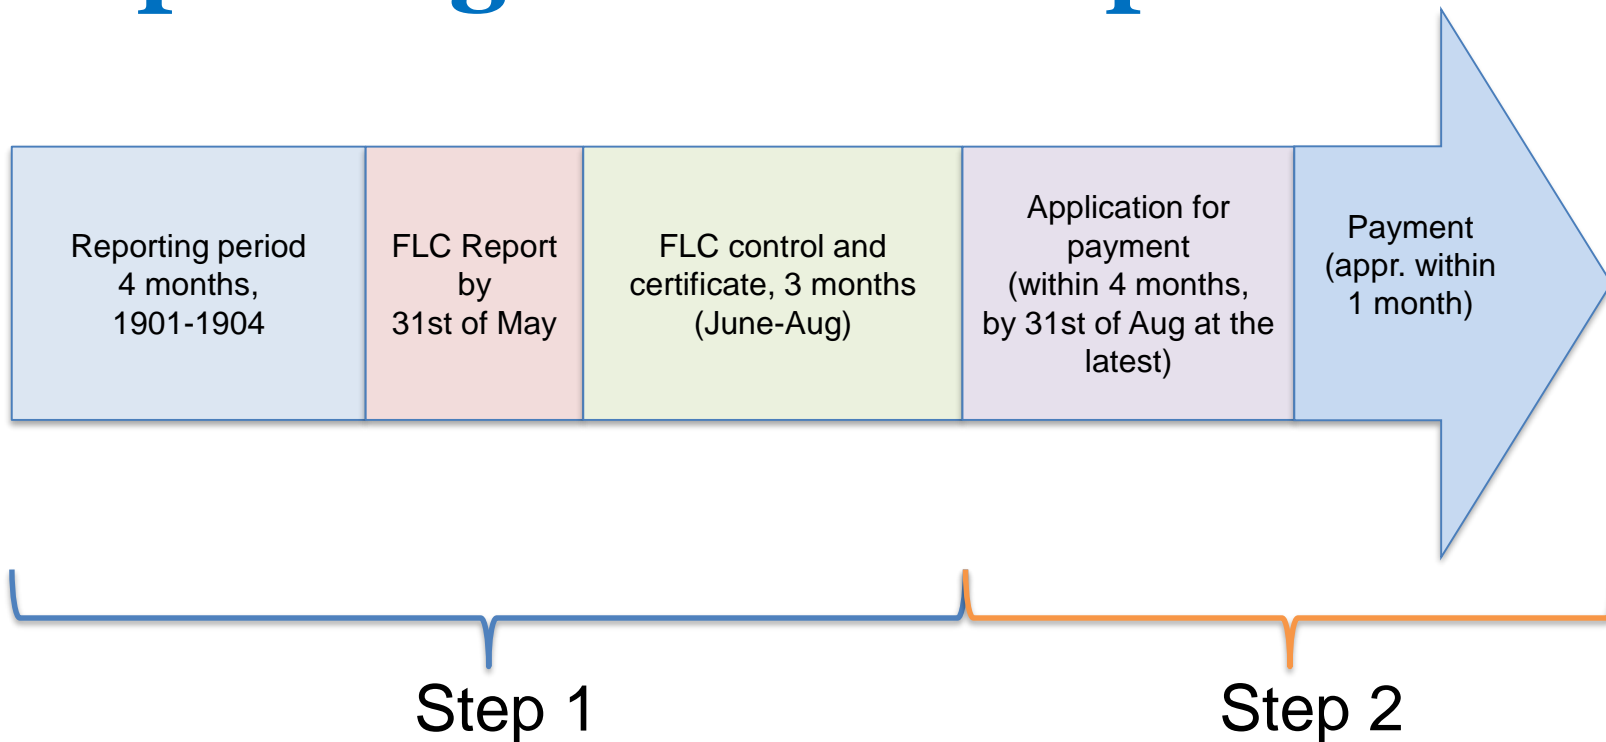 Reporting period
4 months,
1901-1904
FLC Report
by
31st of May
FLC control and
certificate, 3 months
(June-Aug)
Application for
payment
(within 4 months,
by 31st of Aug at the
latest)
Payment
(appr. within
1 month)
Step 1
Step 2